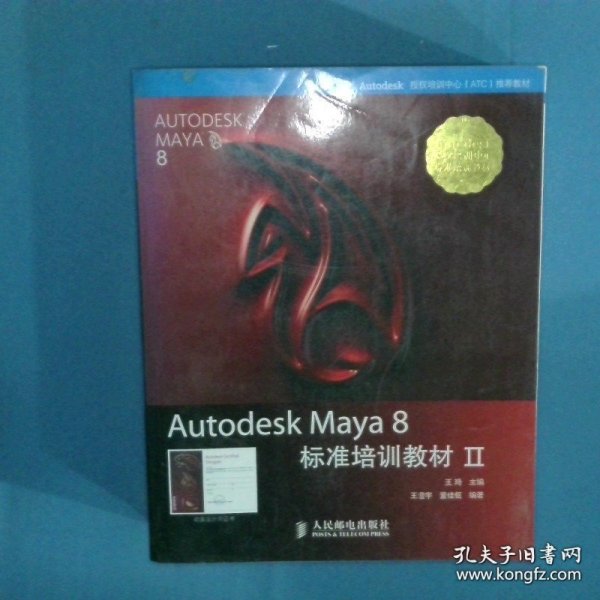 Autodesk 授权培训中心（ATC）推荐教材
AUTODESK
MAYA
8
Autodesk Maya 8
标准培训教材 II
王琦 主编
编著
人民邮电出版社
POSTS & TELECOM PRESS
孔夫子旧书网
www.kongfz.com